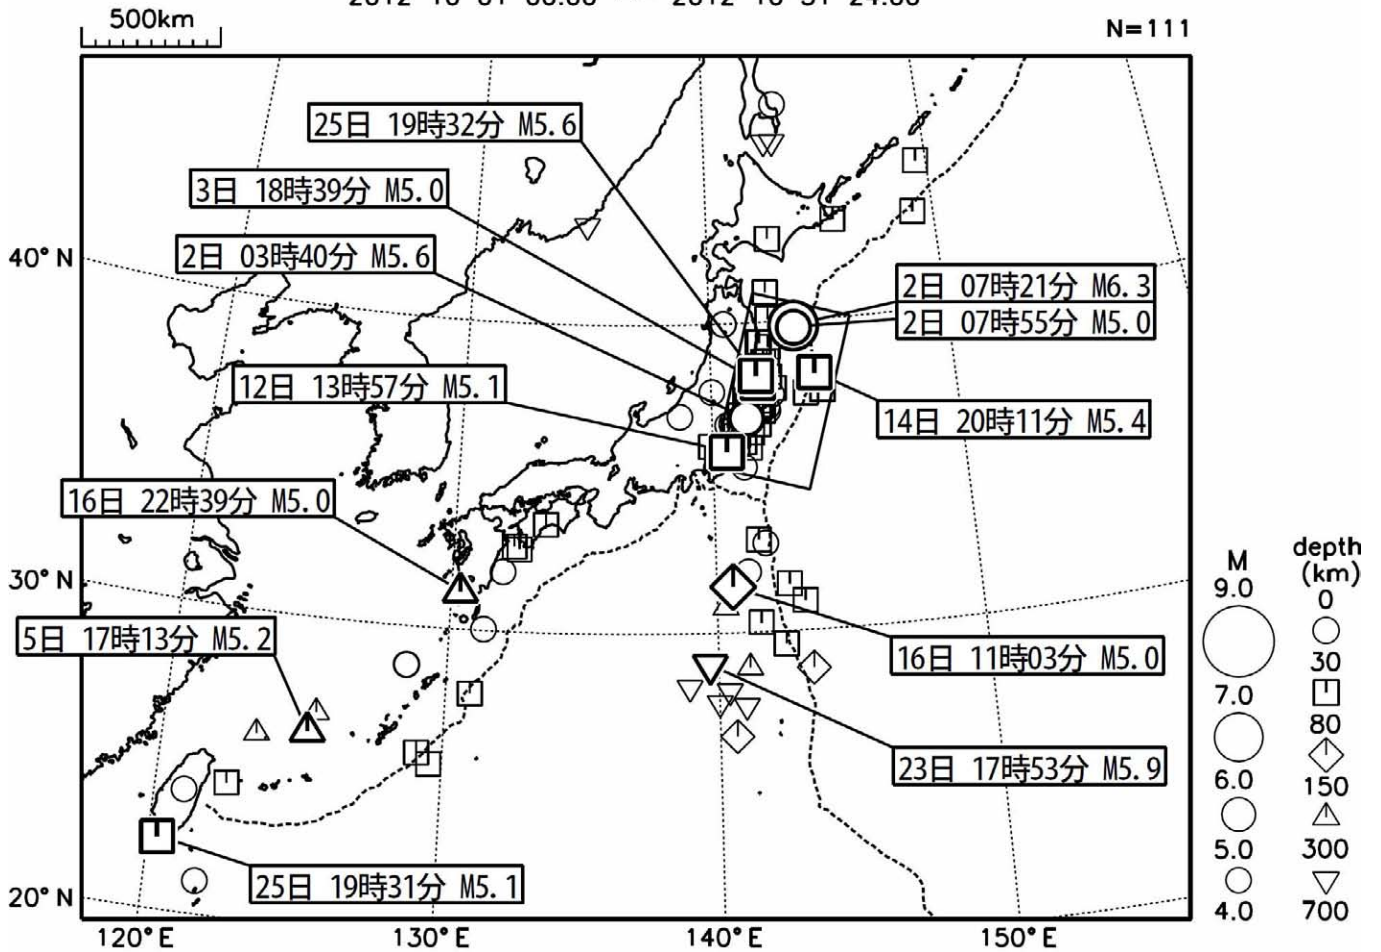 2012-10-01 00:00 -- 2012-10-31 24:00
500km
N=111
25日 19時32分 M5.6
3日 18時39分 M5.0
2日 03時40分 M5.6
40°N
2日 07時21分 M6.3
2日 07時55分 M5.0
12日 13時57分 M5.1
14日 20時11分 M5.4
16日 22時39分 M5.0
30°N
5日 17時13分 M5.2
16日 11時03分 M5.0
23日 17時53分 M5.9
25日 19時31分 M5.1
20°N
120°E
130°E
140°E
150°E
M
9.0
7.0
6.0
5.0
4.0
depth
(km)
0
30
80
150
300
700